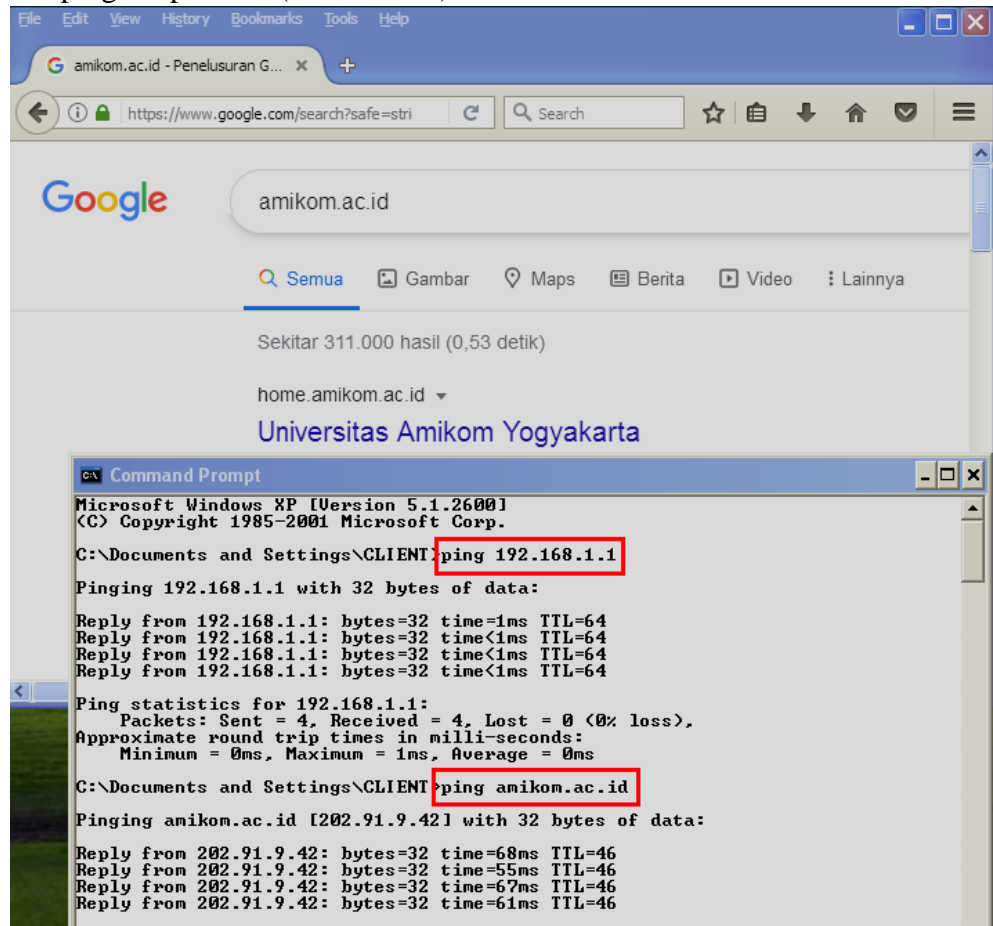 File Edit View History Bookmarks Tools Help
amikom.ac.id - Penelusuran G...
https://www.google.com/search?safe=stri Search
Google amikom.ac.id
Semua Gambar Maps Berita Video Lainnya
Sekitar 311.000 hasil (0,53 detik)
home.amikom.ac.id
Universitas Amikom Yogyakarta
Command Prompt
Microsoft Windows XP [Version 5.1.2600]
(C) Copyright 1985-2001 Microsoft Corp.
C:\Documents and Settings\CLIENT>ping 192.168.1.1
Pinging 192.168.1.1 with 32 bytes of data:
Reply from 192.168.1.1: bytes=32 time=1ms TTL=64
Reply from 192.168.1.1: bytes=32 time<1ms TTL=64
Reply from 192.168.1.1: bytes=32 time<1ms TTL=64
Reply from 192.168.1.1: bytes=32 time<1ms TTL=64
Ping statistics for 192.168.1.1:
Packets: Sent = 4, Received = 4, Lost = 0 (0% loss),
Approximate round trip times in milli-seconds:
Minimum = 0ms, Maximum = 1ms, Average = 0ms
C:\Documents and Settings\CLIENT>ping amikom.ac.id
Pinging amikom.ac.id [202.91.9.42] with 32 bytes of data:
Reply from 202.91.9.42: bytes=32 time=68ms TTL=46
Reply from 202.91.9.42: bytes=32 time=55ms TTL=46
Reply from 202.91.9.42: bytes=32 time=67ms TTL=46
Reply from 202.91.9.42: bytes=32 time=61ms TTL=46